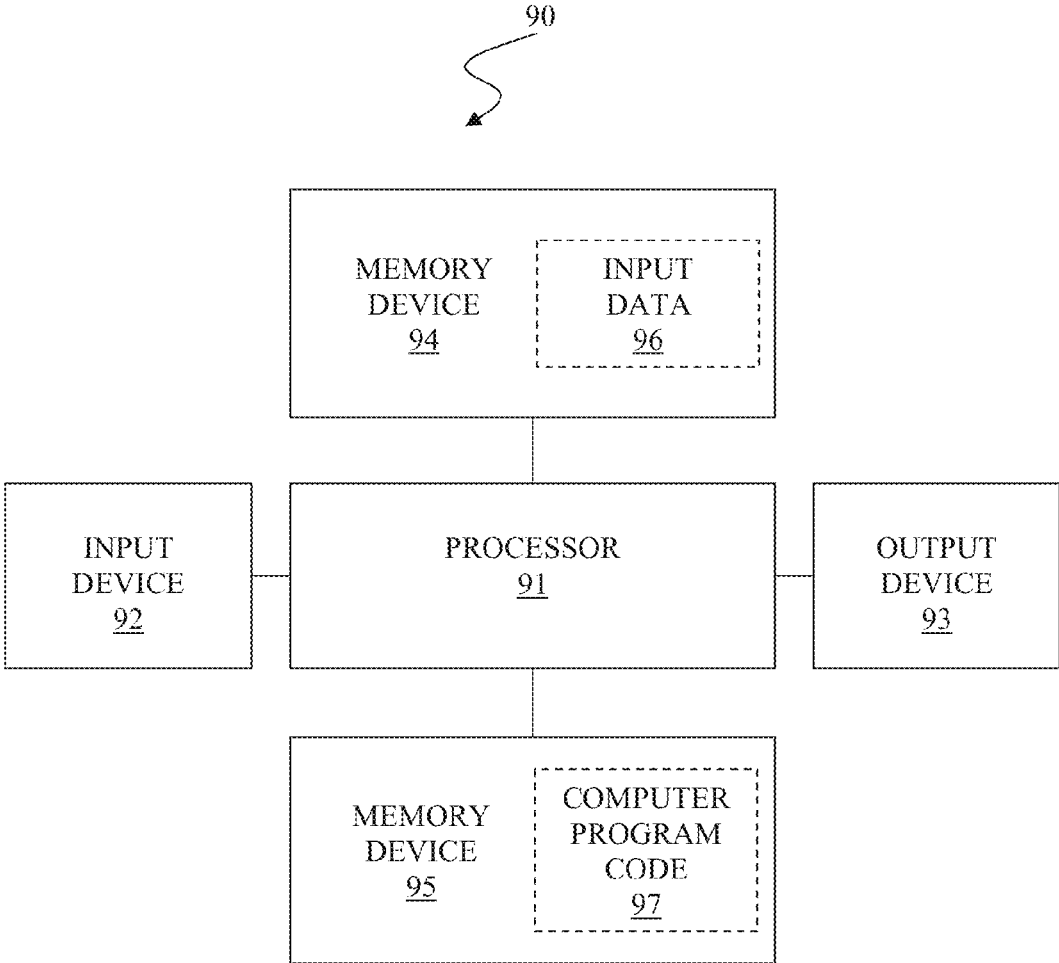 90
MEMORY
DEVICE
94
INPUT
DATA
96
INPUT
DEVICE
92
PROCESSOR
91
OUTPUT
DEVICE
93
MEMORY
DEVICE
95
COMPUTER
PROGRAM
CODE
97